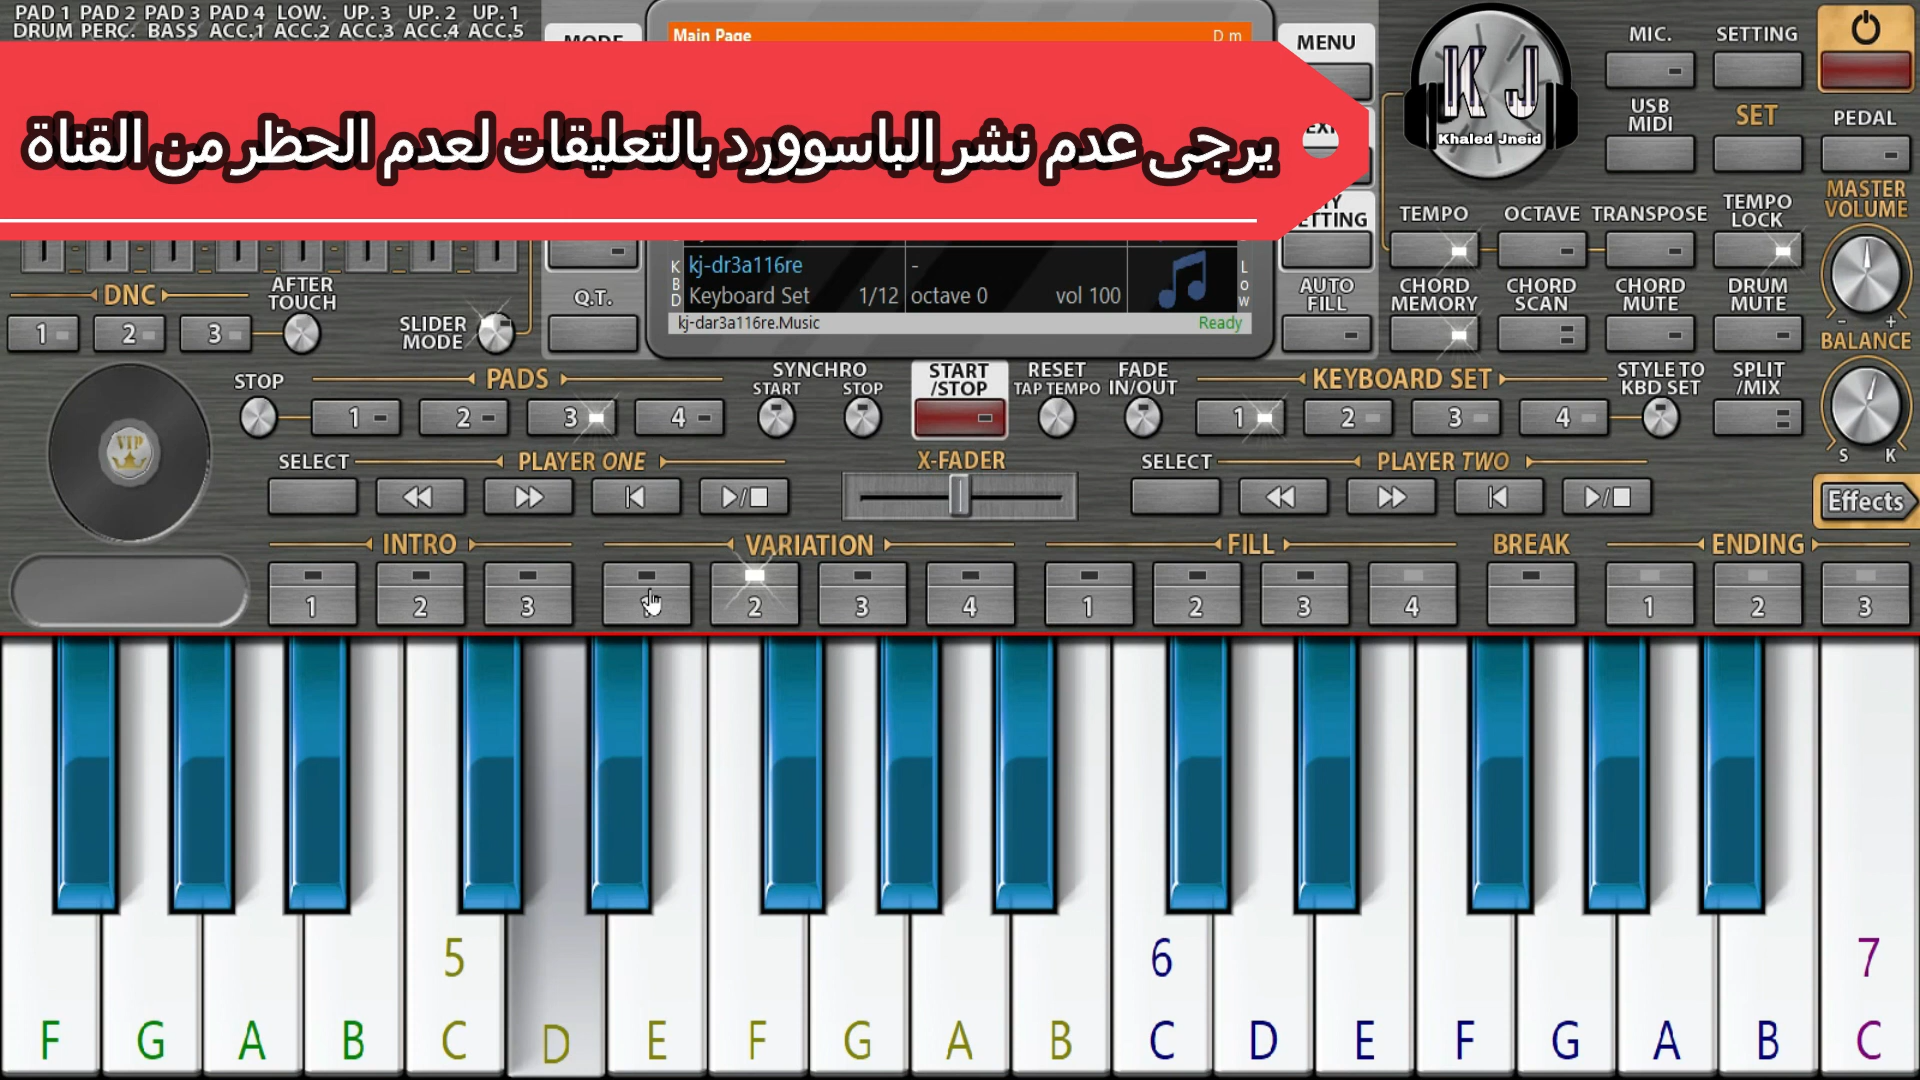 PAD 1 PAD 2 PAD 3 PAD 4 LOW. UP. 3 UP. 2 UP. 1
DRUM PERC. BASS ACC.1 ACC.2 ACC.3 ACC.4 ACC.5
MODE
Main Page D m
MENU
MIC. SETTING
K J
Khaled Jneid
USB MIDI SET PEDAL
يرجى عدم نشر الباسوورد بالتعليقات لعدم الحظر من القناة
MASTER VOLUME
TEMPO OCTAVE TRANSPOSE TEMPO LOCK
DNC
AFTER TOUCH
1 2 3
SLIDER MODE
Q.T.
KBD
kj-dr3a116re -
Keyboard Set 1/12 octave 0 vol 100
LOW
kj-dar3a116re.Music Ready
AUTO FILL CHORD MEMORY CHORD SCAN CHORD MUTE DRUM MUTE
- +
BALANCE
STOP PADS SYNCHRO START STOP START /STOP RESET TAP TEMPO FADE IN/OUT KEYBOARD SET STYLE TO KBD SET SPLIT /MIX
1 2 3 4 1 2 3 4
VIP
S K
SELECT PLAYER ONE X-FADER SELECT PLAYER TWO
Effects
INTRO VARIATION FILL BREAK ENDING
1 2 3 2 3 4 1 2 3 4 1 2 3
5 6 7
F G A B C D E F G A B C D E F G A B C